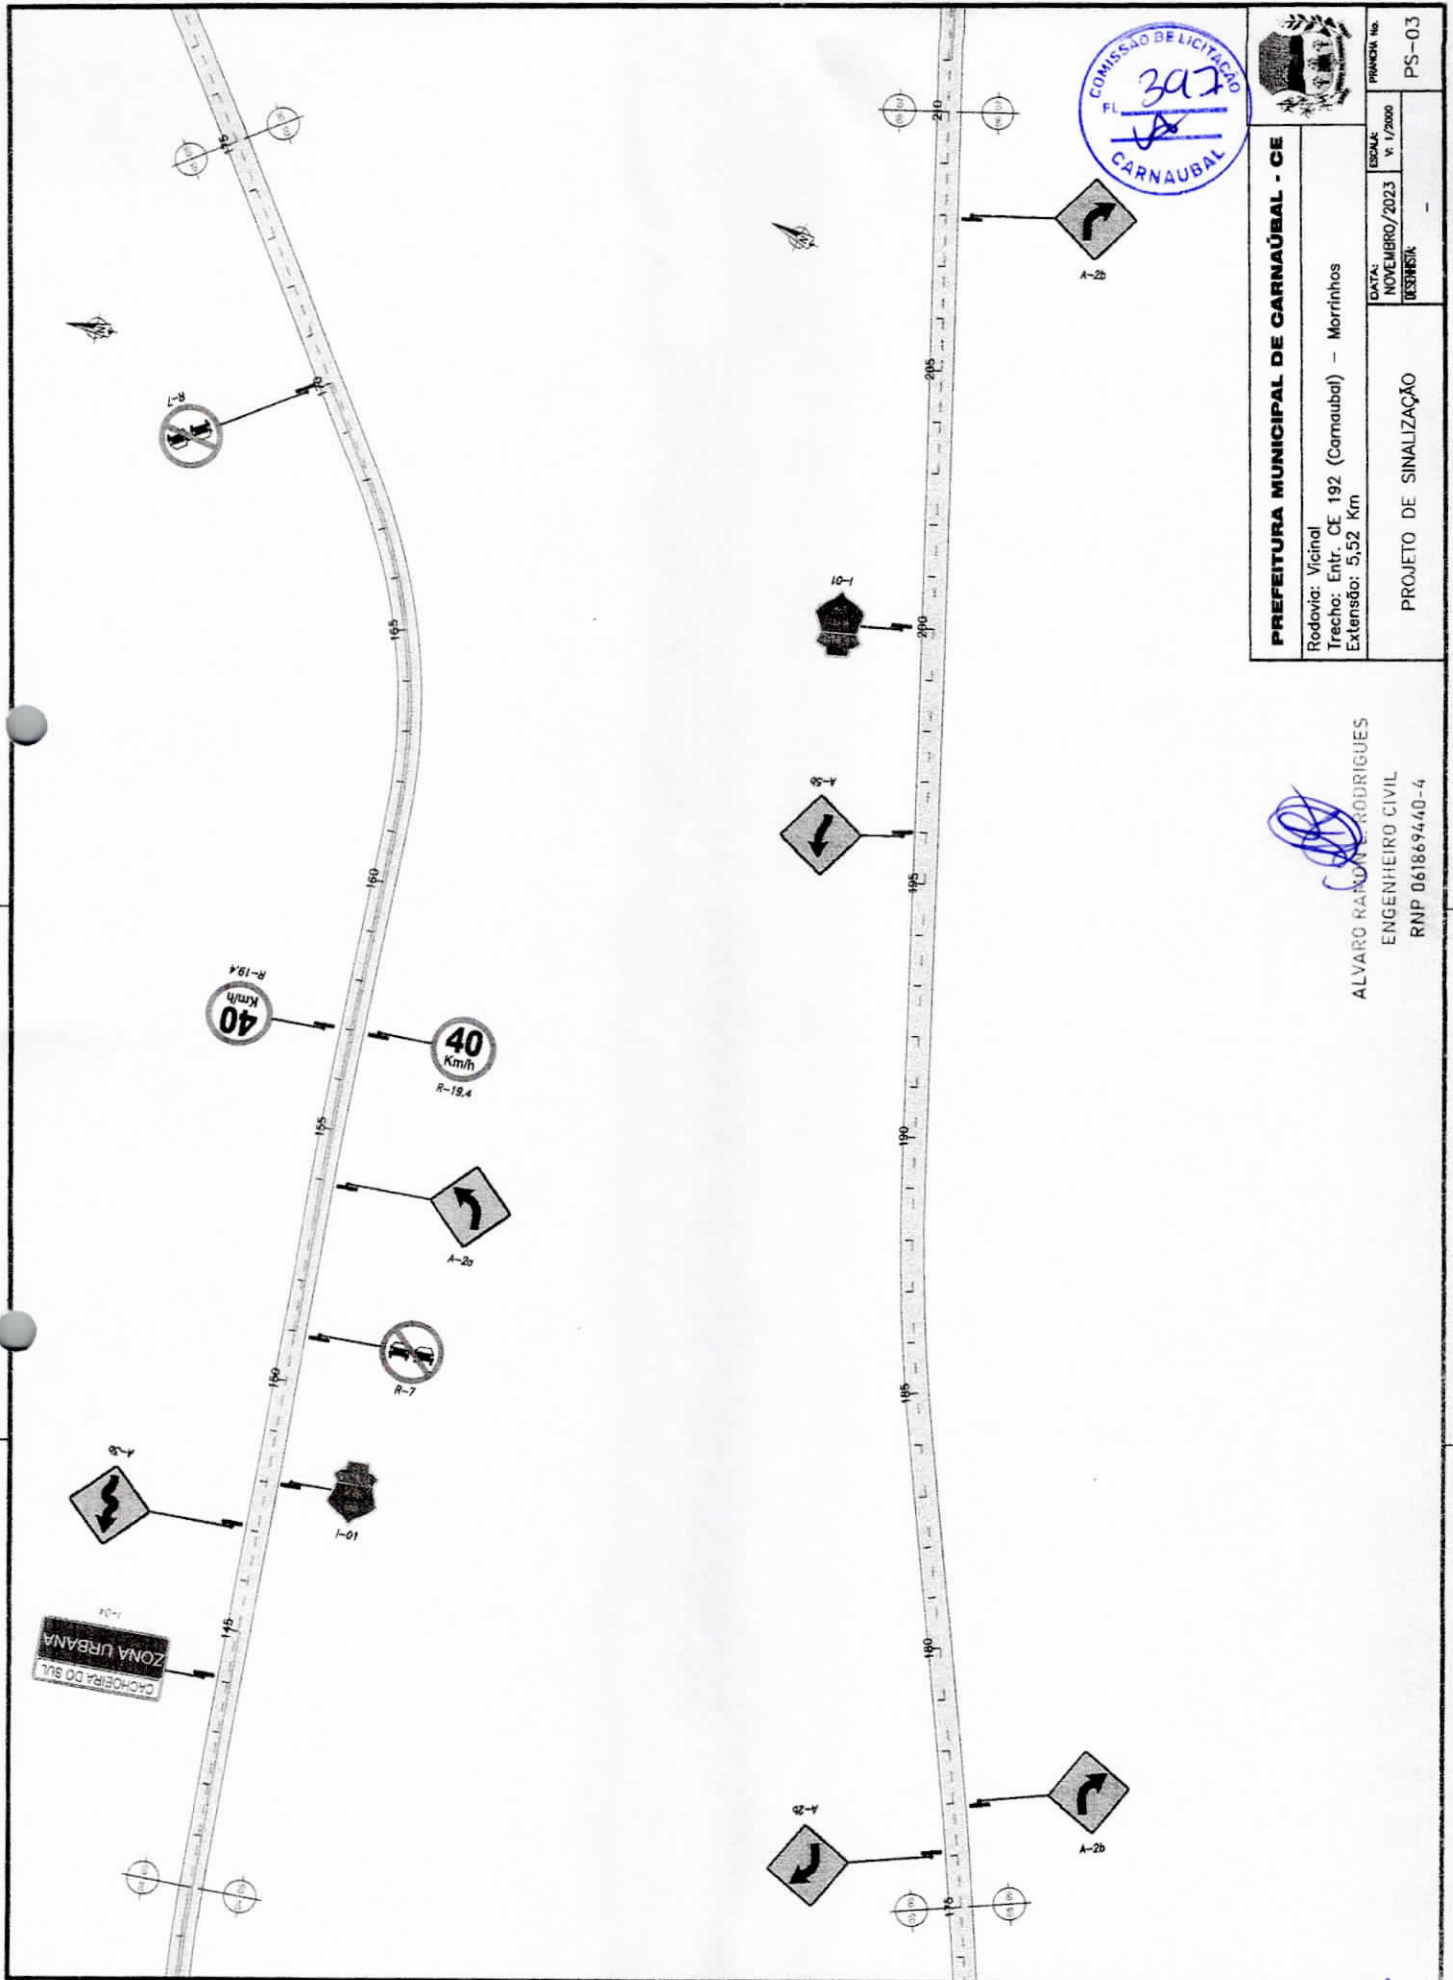 COMISSÃO DE LICITAÇÃO
FL 397
CARNAUBAL
PREFEITURA MUNICIPAL DE CARNAÚBAL - CE
Rodovia: Vicinal
Trecho: Entr. CE 192 (Carnaubal) – Morrinhos
Extensão: 5,52 Km
PROJETO DE SINALIZAÇÃO
DATA:
NOVEMBRO/2023
ESCALA:
V: 1/2000
DESENHISTA:
-
PRANCHA No.
PS-03
ALVARO RAMON RODRIGUES
ENGENHEIRO CIVIL
RNP 061869440-4
CACHOEIRA DO SUL
ZONA URBANA
I-04
145
I-01
150
R-7
A-2a
155
40
Km/h
R-19.4
40
Km/h
R-19.4
160
165
170
175
175
A-2b
A-2b
180
185
190
195
200
I-01
205
A-2b
210